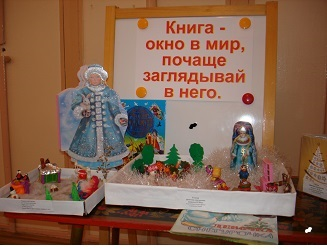 Книга -
окно в мир,
почаще
заглядывай
в него.